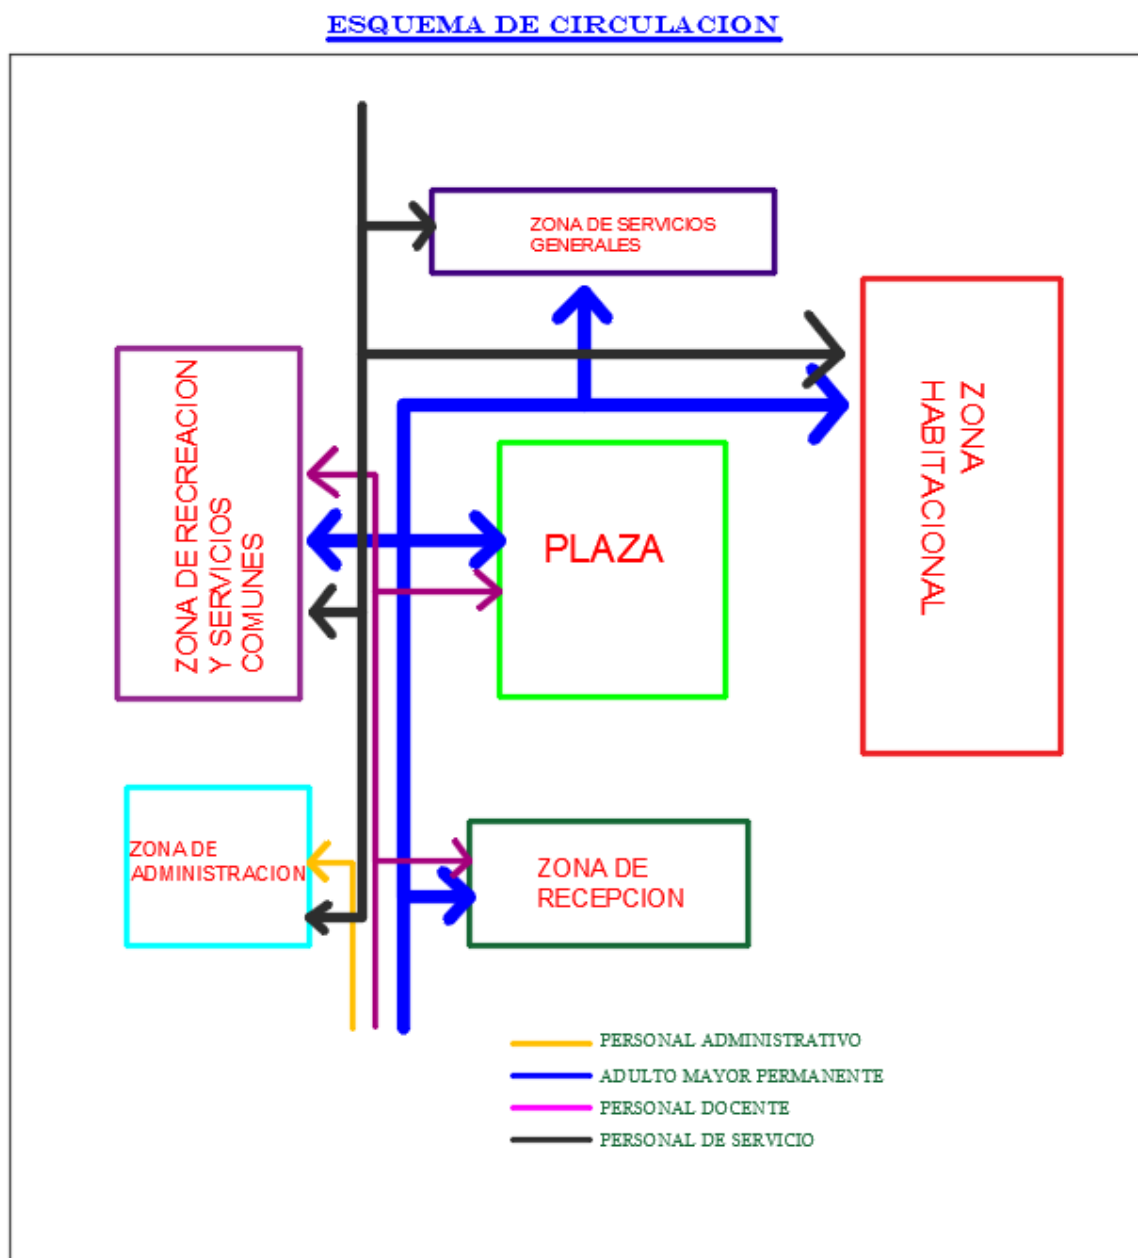 ESQUEMA DE CIRCULACION
ZONA DE SERVICIOS
GENERALES
ZONA DE RECREACION
Y SERVICIOS
COMUNES
PLAZA
ZONA
HABITACIONAL
ZONA DE
ADMINISTRACION
ZONA DE
RECEPCION
PERSONAL ADMINISTRATIVO
ADULTO MAYOR PERMANENTE
PERSONAL DOCENTE
PERSONAL DE SERVICIO